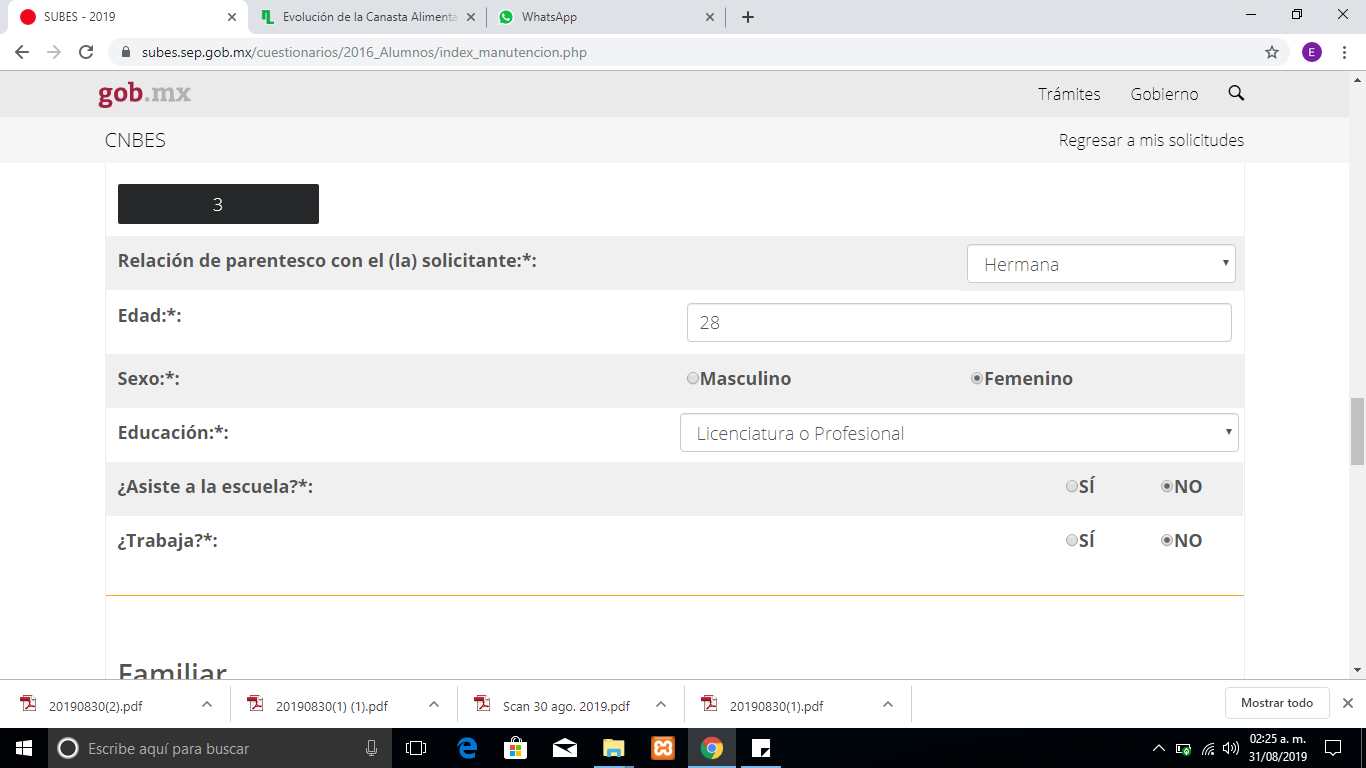 SUBES - 2019
Evolución de la Canasta Alimenta
WhatsApp
subes.sep.gob.mx/cuestionarios/2016_Alumnos/index_manutencion.php
E
gob.mx
Trámites
Gobierno
CNBES
Regresar a mis solicitudes
3
Relación de parentesco con el (la) solicitante:*:
Hermana
Edad:*:
28
Sexo:*:
Masculino
Femenino
Educación:*:
Licenciatura o Profesional
¿Asiste a la escuela?*:
SÍ
NO
¿Trabaja?*:
SÍ
NO
Familiar
20190830(2).pdf
20190830(1) (1).pdf
Scan 30 ago. 2019.pdf
20190830(1).pdf
Mostrar todo
Escribe aquí para buscar
02:25 a. m.
31/08/2019